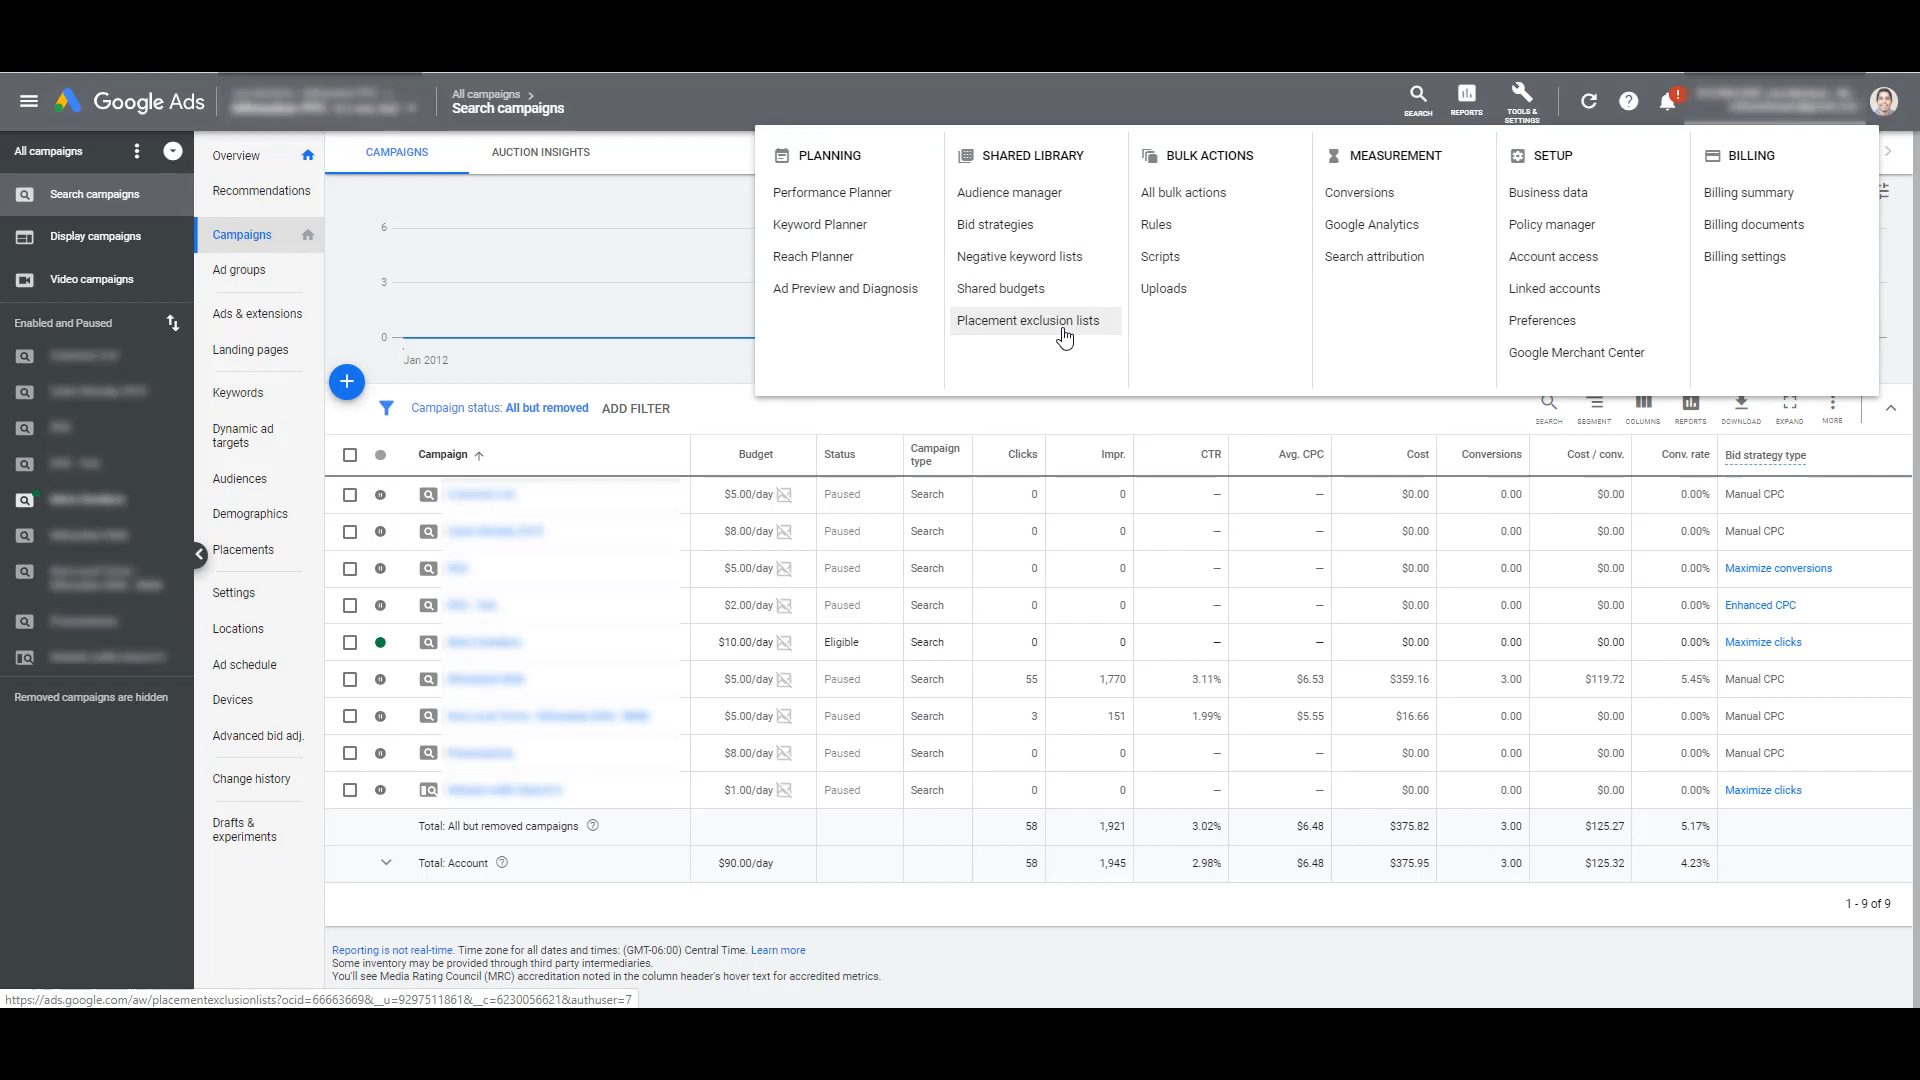 Google Ads
All campaigns
Search campaigns
SEARCH
REPORTS
TOOLS & SETTINGS
All campaigns
Search campaigns
Display campaigns
Video campaigns
Enabled and Paused
Removed campaigns are hidden
Overview
Recommendations
Campaigns
Ad groups
Ads & extensions
Landing pages
Keywords
Dynamic ad
targets
Audiences
Demographics
Placements
Settings
Locations
Ad schedule
Devices
Advanced bid adj.
Change history
Drafts &
experiments
CAMPAIGNS AUCTION INSIGHTS
6
3
0
Jan 2012
PLANNING
Performance Planner
Keyword Planner
Reach Planner
Ad Preview and Diagnosis
SHARED LIBRARY
Audience manager
Bid strategies
Negative keyword lists
Shared budgets
Placement exclusion lists
BULK ACTIONS
All bulk actions
Rules
Scripts
Uploads
MEASUREMENT
Conversions
Google Analytics
Search attribution
SETUP
Business data
Policy manager
Account access
Linked accounts
Preferences
Google Merchant Center
BILLING
Billing summary
Billing documents
Billing settings
Campaign status: All but removed ADD FILTER
SEARCH SEGMENT COLUMNS REPORTS DOWNLOAD EXPAND MORE
Campaign Budget Status Campaign type Clicks Impr. CTR Avg. CPC Cost Conversions Cost / conv. Conv. rate Bid strategy type
$5.00/day Paused Search 0 0 — — $0.00 0.00 $0.00 0.00% Manual CPC
$8.00/day Paused Search 0 0 — — $0.00 0.00 $0.00 0.00% Manual CPC
$5.00/day Paused Search 0 0 — — $0.00 0.00 $0.00 0.00% Maximize conversions
$2.00/day Paused Search 0 0 — — $0.00 0.00 $0.00 0.00% Enhanced CPC
$10.00/day Eligible Search 0 0 — — $0.00 0.00 $0.00 0.00% Maximize clicks
$5.00/day Paused Search 55 1,770 3.11% $6.53 $359.16 3.00 $119.72 5.45% Manual CPC
$5.00/day Paused Search 3 151 1.99% $5.55 $16.66 0.00 $0.00 0.00% Manual CPC
$8.00/day Paused Search 0 0 — — $0.00 0.00 $0.00 0.00% Manual CPC
$1.00/day Paused Search 0 0 — — $0.00 0.00 $0.00 0.00% Maximize clicks
Total: All but removed campaigns 58 1,921 3.02% $6.48 $375.82 3.00 $125.27 5.17%
Total: Account $90.00/day 58 1,945 2.98% $6.48 $375.95 3.00 $125.32 4.23%
1 - 9 of 9
Reporting is not real-time. Time zone for all dates and times: (GMT-06:00) Central Time. Learn more
Some inventory may be provided through third party intermediaries.
You'll see Media Rating Council (MRC) accreditation noted in the column header's hover text for accredited metrics.
https://ads.google.com/aw/placementexclusionlists?ocid=66663669&__u=9297511861&__c=6230056621&authuser=7